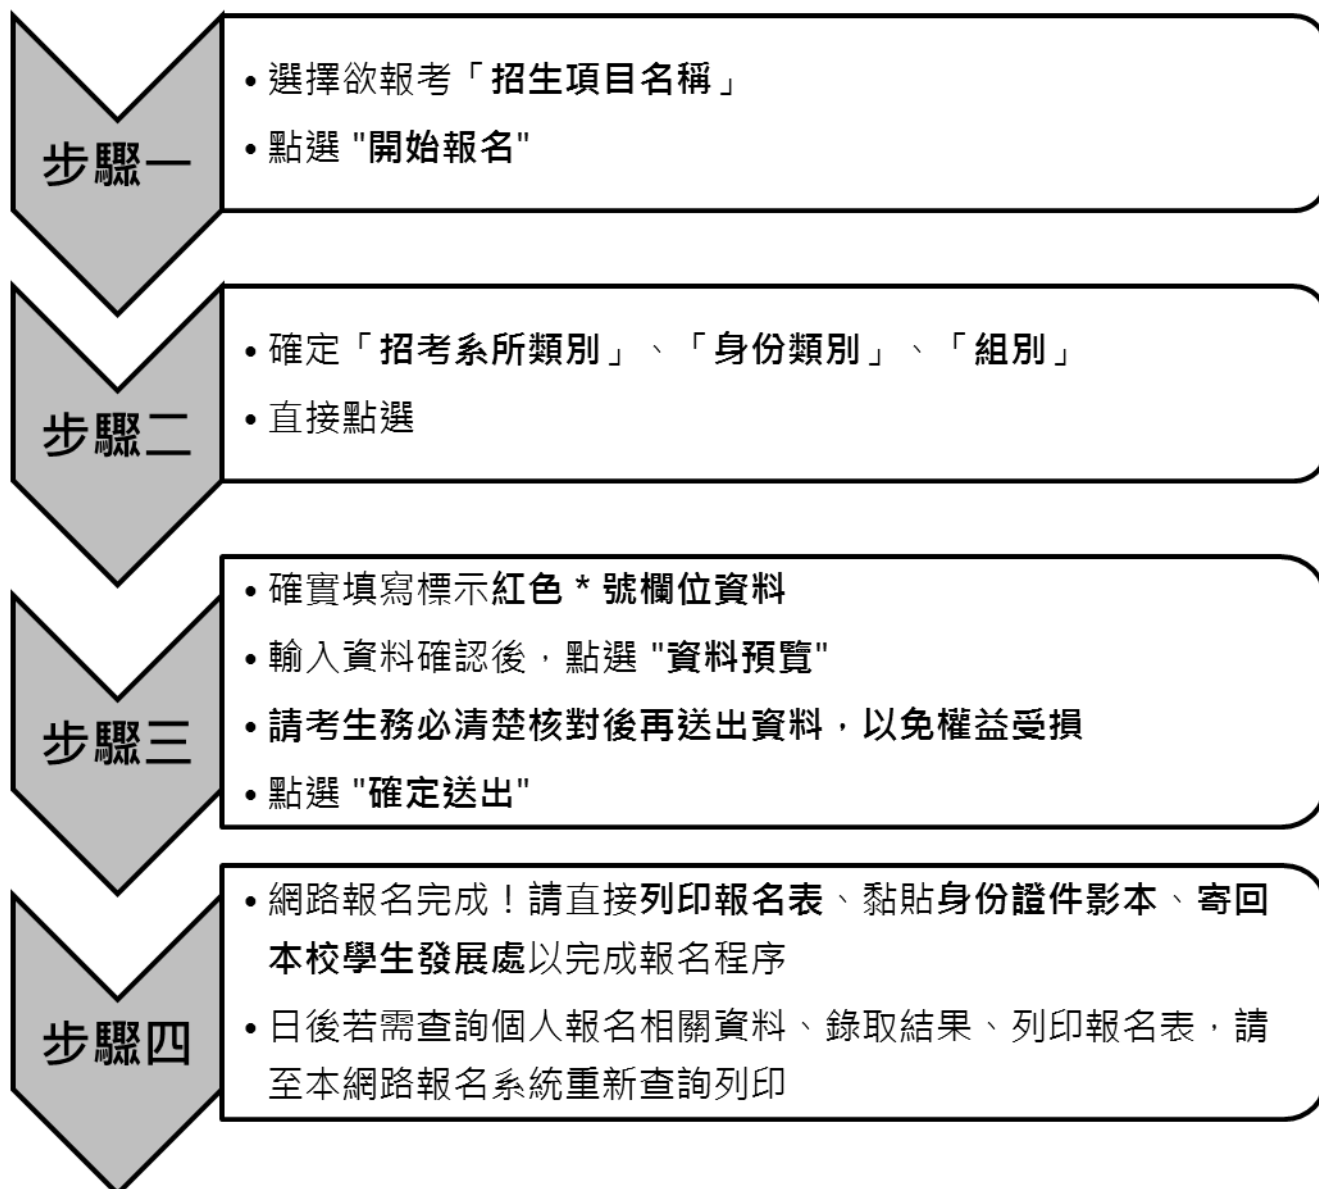 步驟一
• 選擇欲報考「招生項目名稱」
• 點選 "開始報名"
步驟二
• 確定「招考系所類別」、「身份類別」、「組別」
• 直接點選
步驟三
• 確實填寫標示紅色 * 號欄位資料
• 輸入資料確認後，點選 "資料預覽"
• 請考生務必清楚核對後再送出資料，以免權益受損
• 點選 "確定送出"
步驟四
• 網路報名完成！請直接列印報名表、黏貼身份證件影本、寄回
本校學生發展處以完成報名程序
• 日後若需查詢個人報名相關資料、錄取結果、列印報名表，請
至本網路報名系統重新查詢列印